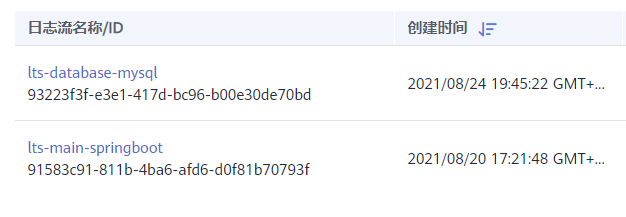 日志流名称/ID 创建时间
lts-database-mysql
93223f3f-e3e1-417d-bc96-b00e30de70bd 2021/08/24 19:45:22 GMT+...
lts-main-springboot
91583c91-811b-4ba6-afd6-d0f81b70793f 2021/08/20 17:21:48 GMT+...